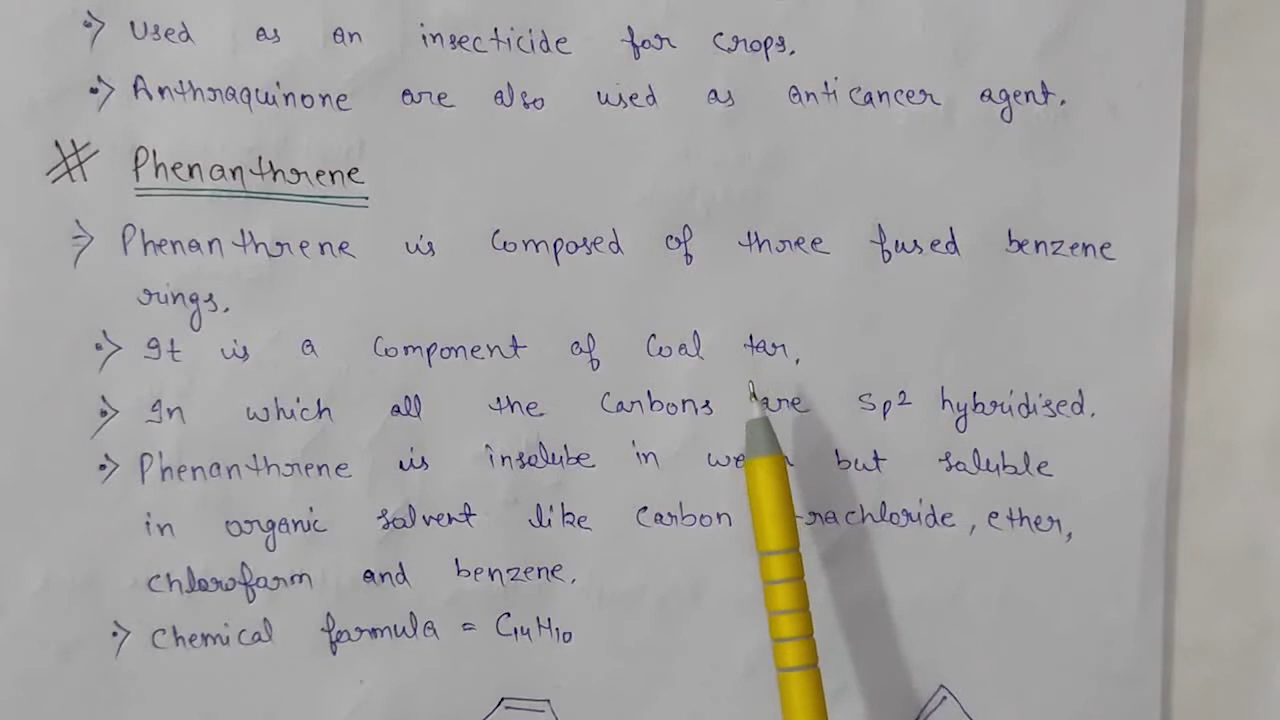 Used as an insecticide for crops.
Anthraquinone are also used as anticancer agent.
# Phenanthrene
⇒ Phenanthrene is composed of three fused benzene
rings.
It is a component of coal tar.
In which all the carbons are Sp² hybridised.
Phenanthrene is insolube in but soluble
in organic solvent like carbon rachloride, ether,
chloroform and benzene.
Chemical formula = C₁₄H₁₀